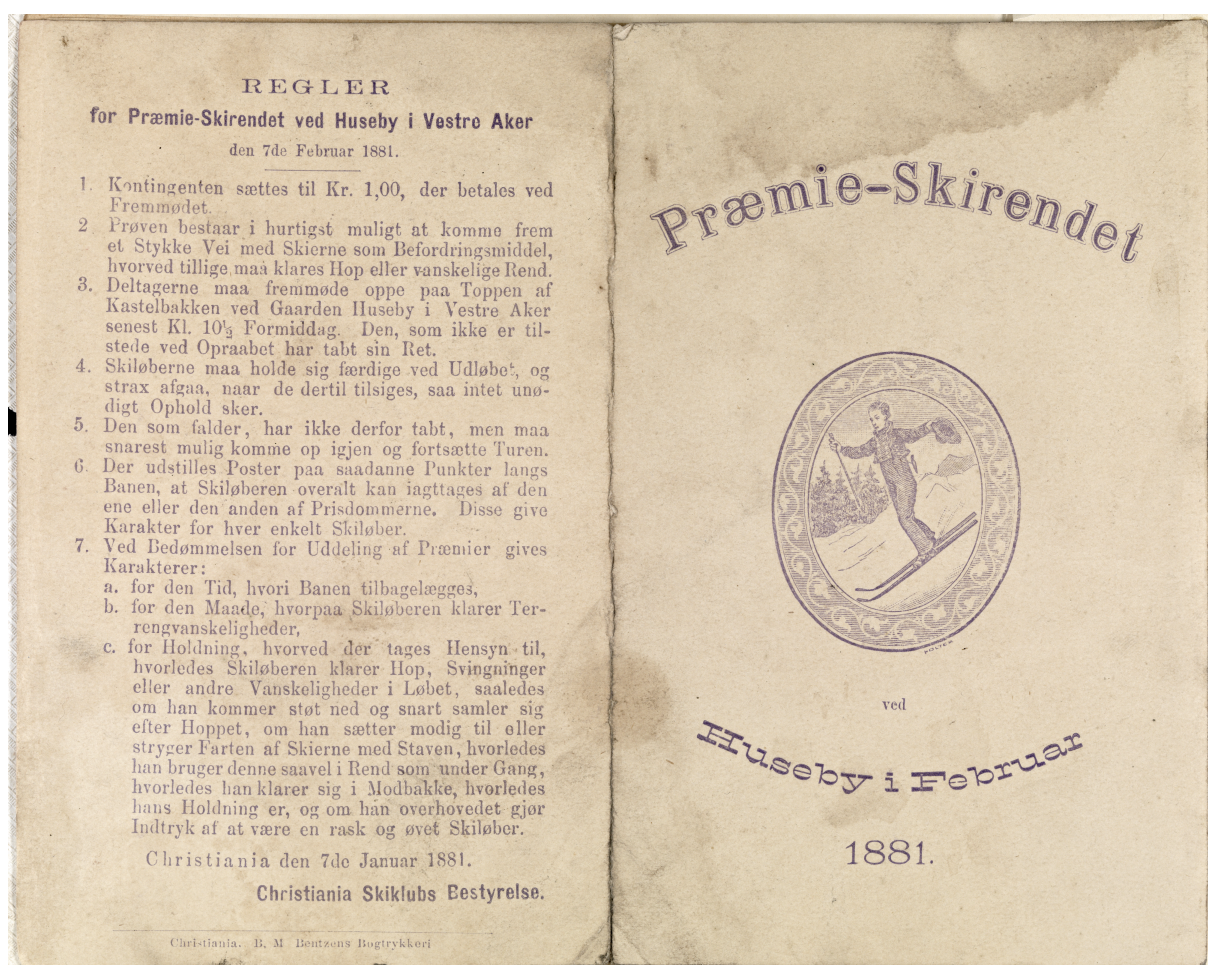 REGLER
for Præmie-Skirendet ved Huseby i Vestre Aker
den 7de Februar 1881.
1. Kontingenten sættes til Kr. 1,00, der betales ved
Fremmødet.
2 Prøven bestaar i hurtigst muligt at komme frem
et Stykke Vei med Skierne som Befordringsmiddel,
hvorved tillige maa klares Hop eller vanskelige Rend.
3. Deltagerne maa fremmøde oppe paa Toppen af
Kastelbakken ved Gaarden Huseby i Vestre Aker
senest Kl. 10½ Formiddag. Den, som ikke er til-
stede ved Opraabet har tabt sin Ret.
4. Skiløberne maa holde sig færdige ved Udløbet, og
strax afgaa, naar de dertil tilsiges, saa intet unø-
digt Ophold sker.
5. Den som falder, har ikke derfor tabt, men maa
snarest mulig komme op igjen og fortsætte Turen.
6. Der udstilles Poster paa saadanne Punkter langs
Banen, at Skiløberen overalt kan iagttages af den
ene eller den anden af Prisdommerne. Disse give
Karakter for hver enkelt Skiløber.
7. Ved Bedømmelsen for Uddeling af Præmier gives
Karakterer:
a. for den Tid, hvori Banen tilbagelægges,
b. for den Maade, hvorpaa Skiløberen klarer Ter-
rengvanskeligheder,
c. for Holdning, hvorved der tages Hensyn til,
hvorledes Skiløberen klarer Hop, Svingninger
eller andre Vanskeligheder i Løbet, saaledes
om han kommer støt ned og snart samler sig
efter Hoppet, om han sætter modig til eller
stryger Farten af Skierne med Staven, hvorledes
han bruger denne saavel i Rend som under Gang,
hvorledes han klarer sig i Modbakke, hvorledes
hans Holdning er, og om han overhovedet gjør
Indtryk af at være en rask og øvet Skiløber.
Christiania den 7de Januar 1881.
Christiania Skiklubs Bestyrelse.
Christiania. B. M Bentzens Bogtrykkeri
Præmie-Skirendet
ved
Huseby i Februar
1881.